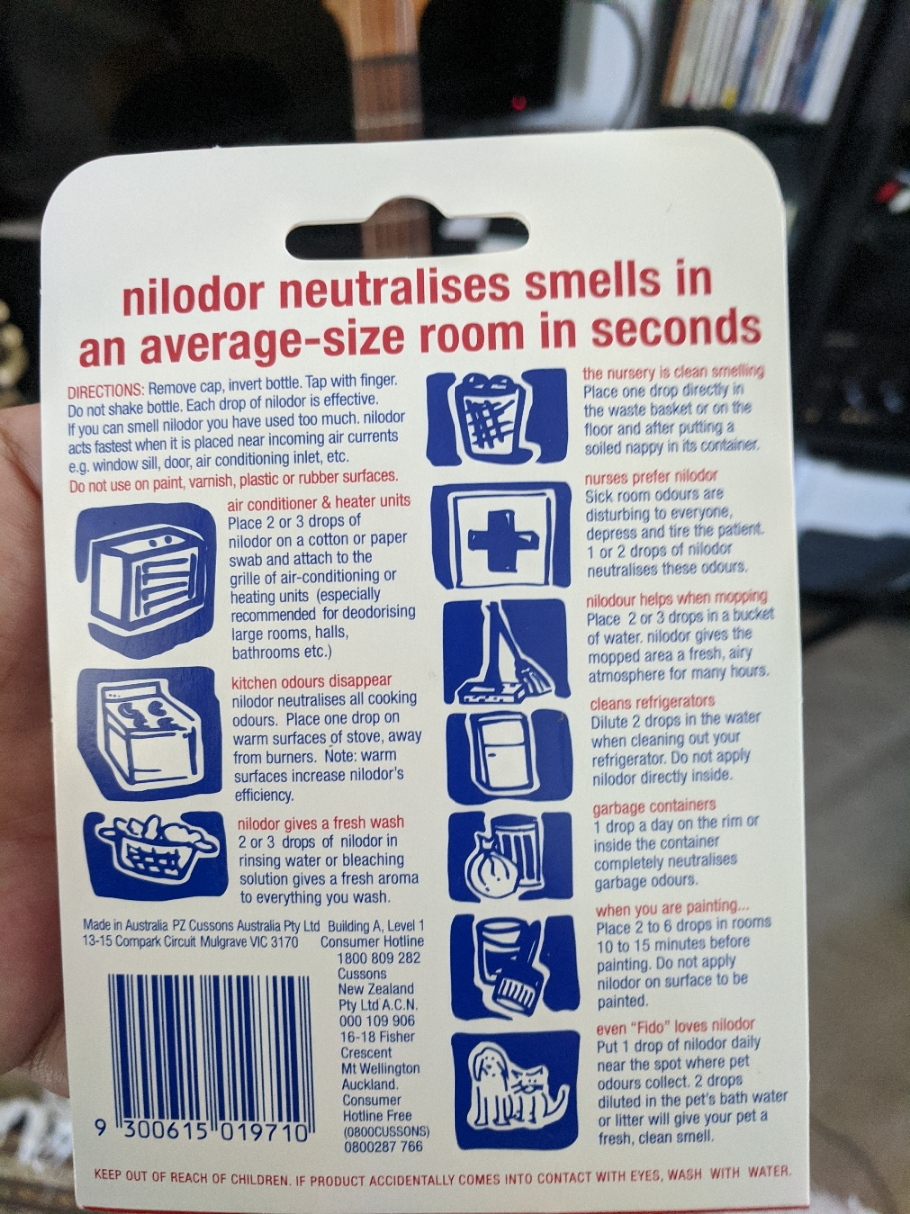 nilodor neutralises smells in
an average-size room in seconds
DIRECTIONS: Remove cap, invert bottle. Tap with finger.
Do not shake bottle. Each drop of nilodor is effective.
If you can smell nilodor you have used too much. nilodor
acts fastest when it is placed near incoming air currents
e.g. window sill, door, air conditioning inlet, etc.
Do not use on paint, varnish, plastic or rubber surfaces.
air conditioner & heater units
Place 2 or 3 drops of
nilodor on a cotton or paper
swab and attach to the
grille of air-conditioning or
heating units (especially
recommended for deodorising
large rooms, halls,
bathrooms etc.)
kitchen odours disappear
nilodor neutralises all cooking
odours. Place one drop on
warm surfaces of stove, away
from burners. Note: warm
surfaces increase nilodor's
efficiency.
nilodor gives a fresh wash
2 or 3 drops of nilodor in
rinsing water or bleaching
solution gives a fresh aroma
to everything you wash.
the nursery is clean smelling
Place one drop directly in
the waste basket or on the
floor and after putting a
soiled nappy in its container.
nurses prefer nilodor
Sick room odours are
disturbing to everyone,
depress and tire the patient.
1 or 2 drops of nilodor
neutralises these odours.
nilodour helps when mopping
Place 2 or 3 drops in a bucket
of water. nilodor gives the
mopped area a fresh, airy
atmosphere for many hours.
cleans refrigerators
Dilute 2 drops in the water
when cleaning out your
refrigerator. Do not apply
nilodor directly inside.
garbage containers
1 drop a day on the rim or
inside the container
completely neutralises
garbage odours.
when you are painting...
Place 2 to 6 drops in rooms
10 to 15 minutes before
painting. Do not apply
nilodor on surface to be
painted.
even "Fido" loves nilodor
Put 1 drop of nilodor daily
near the spot where pet
odours collect. 2 drops
diluted in the pet's bath water
or litter will give your pet a
fresh, clean smell.
Made in Australia PZ Cussons Australia Pty Ltd Building A, Level 1
13-15 Compark Circuit Mulgrave VIC 3170 Consumer Hotline
1800 809 282
Cussons
New Zealand
Pty Ltd A.C.N.
000 109 906
16-18 Fisher
Crescent
Mt Wellington
Auckland.
Consumer
Hotline Free
(0800CUSSONS)
0800287 766
9 300615 019710
KEEP OUT OF REACH OF CHILDREN. IF PRODUCT ACCIDENTALLY COMES INTO CONTACT WITH EYES, WASH WITH WATER.